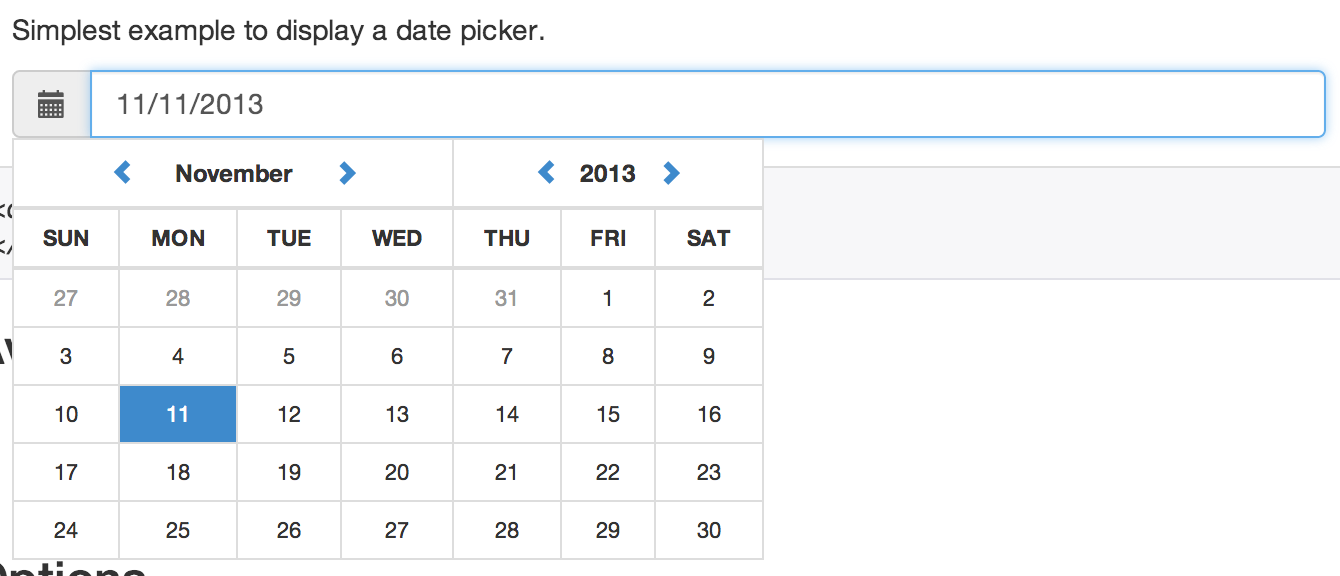 Simplest example to display a date picker.
11/11/2013
November 2013
SUN MON TUE WED THU FRI SAT
27 28 29 30 31 1 2
3 4 5 6 7 8 9
10 11 12 13 14 15 16
17 18 19 20 21 22 23
24 25 26 27 28 29 30